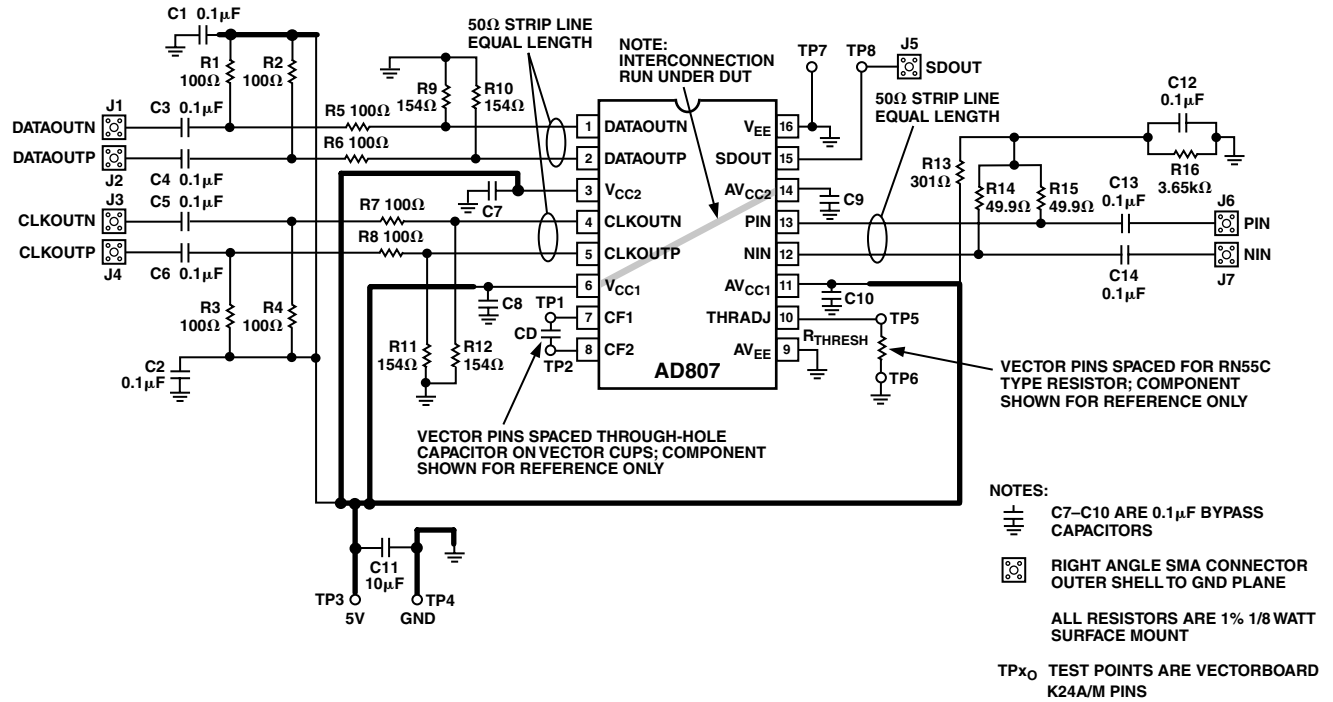 C1 0.1µF
R1
100Ω
R2
100Ω
50Ω STRIP LINE
EQUAL LENGTH
NOTE:
INTERCONNECTION
RUN UNDER DUT
TP7
TP8
J5
SDOUT
R9
154Ω
R10
154Ω
50Ω STRIP LINE
EQUAL LENGTH
C12
0.1µF
R16
3.65kΩ
J1
DATAOUTN
C3 0.1µF
R5 100Ω
DATAOUTP
J2
C4 0.1µF
R6 100Ω
J3
CLKOUTN
C5 0.1µF
R7 100Ω
CLKOUTP
J4
C6 0.1µF
R8 100Ω
C7
C8
1 DATAOUTN
2 DATAOUTP
3 VCC2
4 CLKOUTN
5 CLKOUTP
6 VCC1
7 CF1
8 CF2
VEE 16
SDOUT 15
AVCC2 14
PIN 13
NIN 12
AVCC1 11
THRADJ 10
AVEE 9
AD807
C9
R13
301Ω
R14
49.9Ω
R15
49.9Ω
C13
0.1µF
J6
PIN
NIN
J7
C14
0.1µF
C10
R3
100Ω
R4
100Ω
C2
0.1µF
R11
154Ω
R12
154Ω
TP1
CD
TP2
RTHRESH
TP5
TP6
VECTOR PINS SPACED FOR RN55C
TYPE RESISTOR; COMPONENT
SHOWN FOR REFERENCE ONLY
VECTOR PINS SPACED THROUGH-HOLE
CAPACITOR ON VECTOR CUPS; COMPONENT
SHOWN FOR REFERENCE ONLY
C11
10µF
TP3
5V
TP4
GND
NOTES:
C7–C10 ARE 0.1µF BYPASS
CAPACITORS
RIGHT ANGLE SMA CONNECTOR
OUTER SHELL TO GND PLANE
ALL RESISTORS ARE 1% 1/8 WATT
SURFACE MOUNT
TPxO TEST POINTS ARE VECTORBOARD
K24A/M PINS